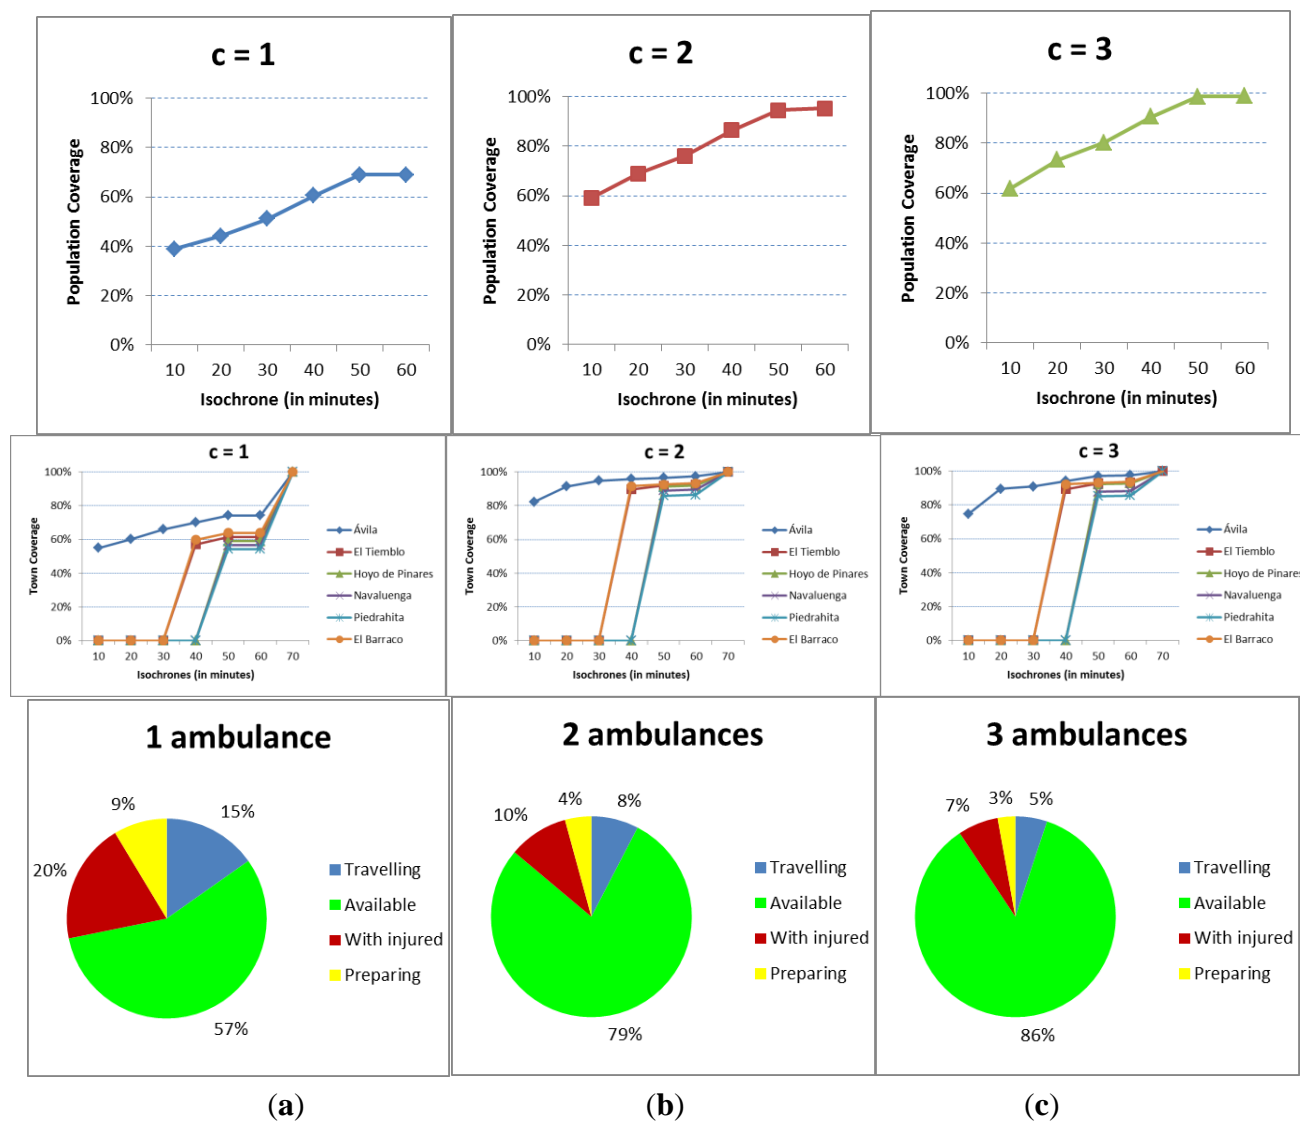 c = 1
100%
80%
60%
40%
20%
0%
Population Coverage
10 20 30 40 50 60
Isochrone (in minutes)
c = 2
100%
80%
60%
40%
20%
0%
Population Coverage
10 20 30 40 50 60
Isochrone (in minutes)
c = 3
100%
80%
60%
40%
20%
0%
Population Coverage
10 20 30 40 50 60
Isochrone (in minutes)
c = 1
100%
80%
60%
40%
20%
0%
Town Coverage
10 20 30 40 50 60 70
Isochrones (in minutes)
Ávila
El Tiemblo
Hoyo de Pinares
Navaluenga
Piedrahita
El Barraco
c = 2
100%
80%
60%
40%
20%
0%
Town Coverage
10 20 30 40 50 60 70
Isochrones (in minutes)
Ávila
El Tiemblo
Hoyo de Pinares
Navaluenga
Piedrahita
El Barraco
c = 3
100%
80%
60%
40%
20%
0%
Town Coverage
10 20 30 40 50 60 70
Isochrones (in minutes)
Ávila
El Tiemblo
Hoyo de Pinares
Navaluenga
Piedrahita
El Barraco
1 ambulance
9%
15%
20%
57%
Travelling
Available
With injured
Preparing
2 ambulances
4%
8%
10%
79%
Travelling
Available
With injured
Preparing
3 ambulances
3%
5%
7%
86%
Travelling
Available
With injured
Preparing
(a) (b) (c)